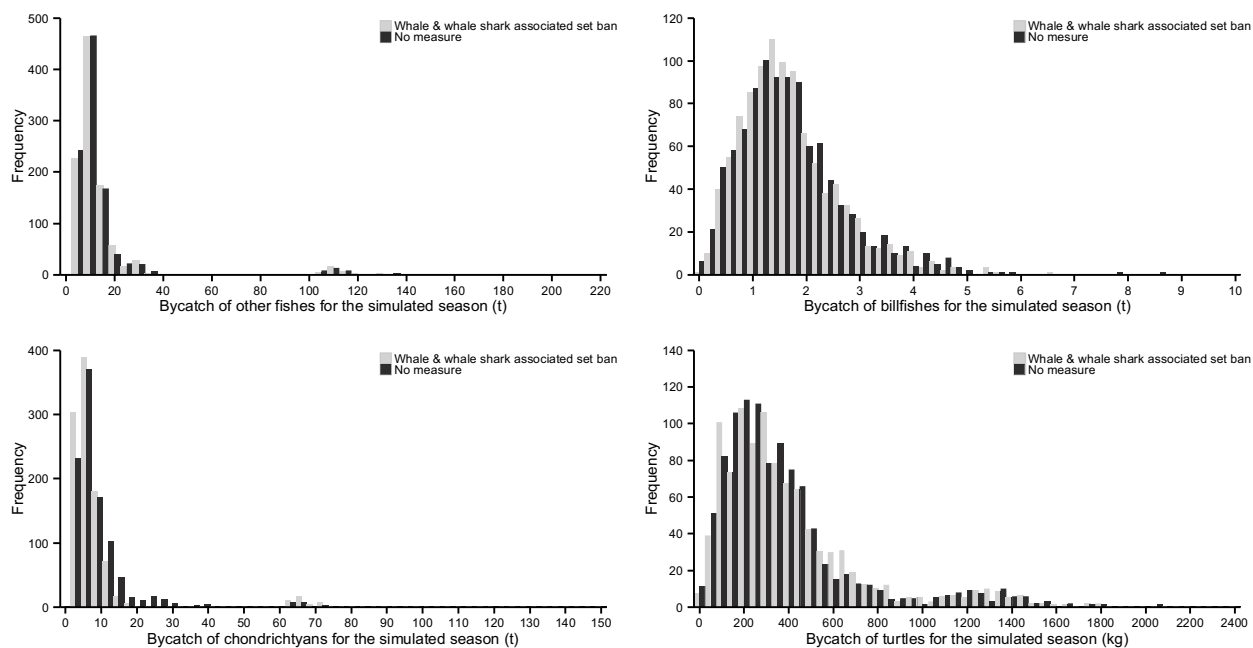 500
400
300
200
100
0
Frequency
Whale & whale shark associated set ban
No measure
0 20 40 60 80 100 120 140 160 180 200 220
Bycatch of other fishes for the simulated season (t)
120
100
80
60
40
20
0
Frequency
Whale & whale shark associated set ban
No mesure
0 1 2 3 4 5 6 7 8 9 10
Bycatch of billfishes for the simulated season (t)
400
300
200
100
0
Frequency
Whale & whale shark associated set ban
No measure
0 10 20 30 40 50 60 70 80 90 100 110 120 130 140 150
Bycatch of chondrichtyans for the simulated season (t)
140
120
100
80
60
40
20
0
Frequency
Whale & whale shark associated set ban
No measure
200 400 600 800 1000 1200 1400 1600 1800 2000 2200 2400
Bycatch of turtles for the simulated season (kg)